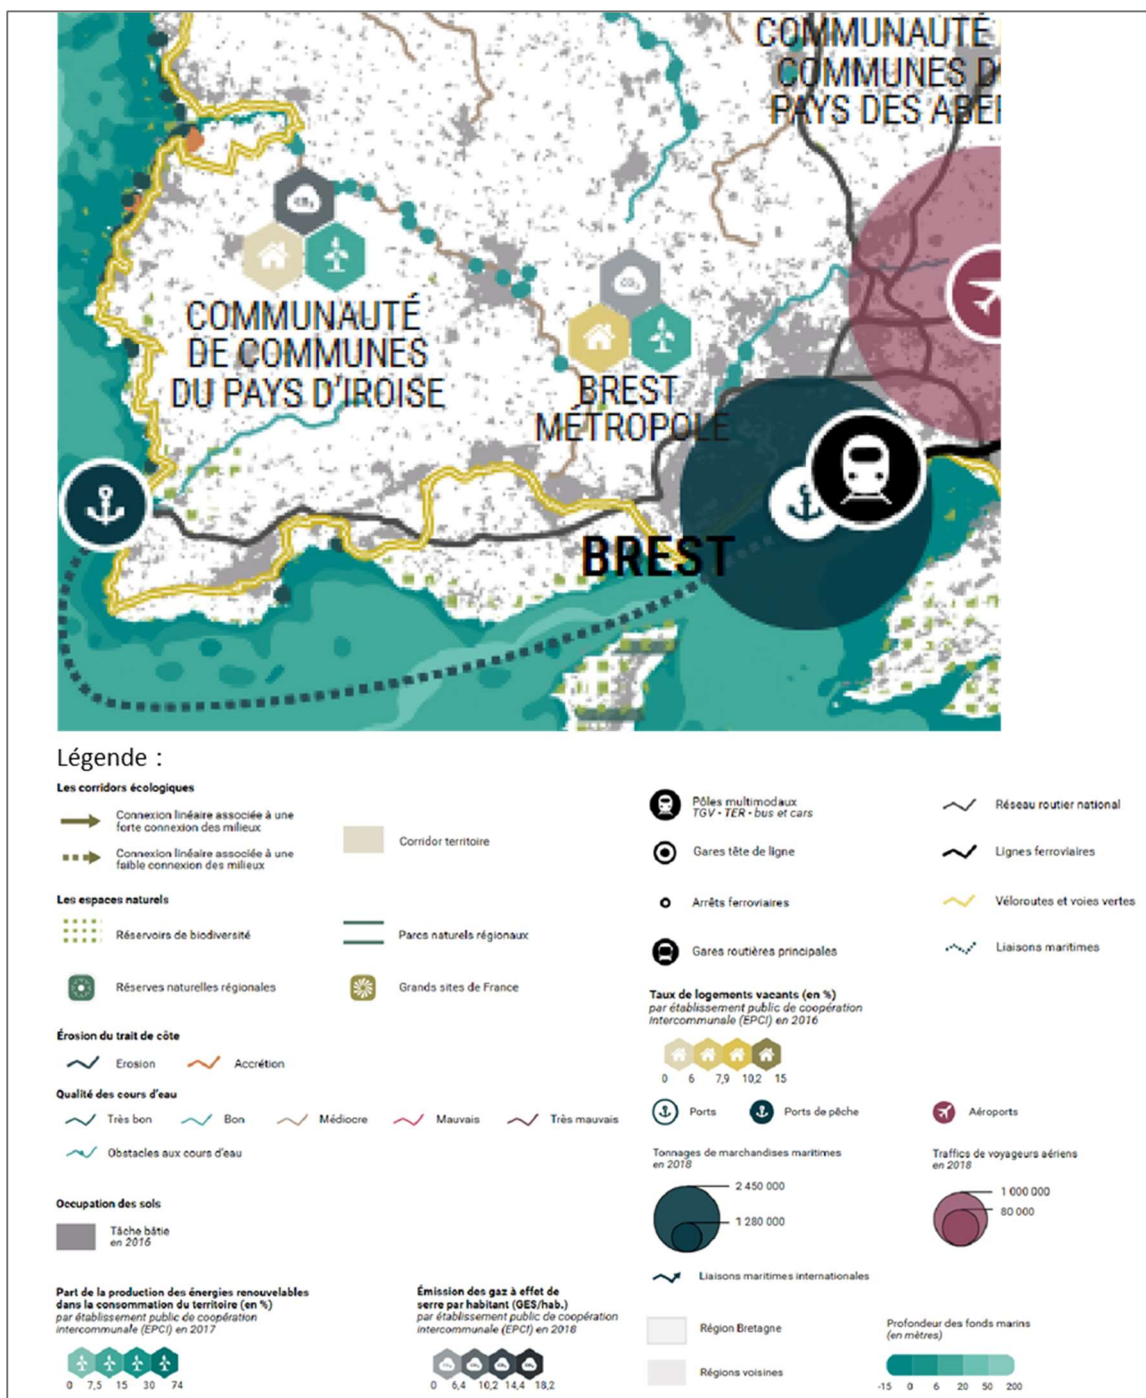 COMMUNAUTÉ
COMMUNES D
PAYS DES ABER
CO₂
COMMUNAUTÉ
DE COMMUNES
DU PAYS D'IROISE
CO₂
BREST
MÉTROPOLE
BREST
Légende :
Les corridors écologiques
Connexion linéaire associée à une
forte connexion des milieux
Connexion linéaire associée à une
faible connexion des milieux
Corridor territoire
Les espaces naturels
Réservoirs de biodiversité
Parcs naturels régionaux
Réserves naturelles régionales
Grands sites de France
Érosion du trait de côte
Erosion
Accrétion
Qualité des cours d'eau
Très bon
Bon
Médiocre
Mauvais
Très mauvais
Obstacles aux cours d'eau
Occupation des sols
Tâche bâtie
en 2016
Part de la production des énergies renouvelables
dans la consommation du territoire (en %)
par établissement public de coopération
intercommunale (EPCI) en 2017
0 7,5 15 30 74
Émission des gaz à effet de
serre par habitant (GES/hab.)
par établissement public de coopération
intercommunale (EPCI) en 2018
0 6,4 10,2 14,4 18,2
Pôles multimodaux
TGV - TER - bus et cars
Réseau routier national
Gares tête de ligne
Lignes ferroviaires
Arrêts ferroviaires
Véloroutes et voies vertes
Gares routières principales
Liaisons maritimes
Taux de logements vacants (en %)
par établissement public de coopération
intercommunale (EPCI) en 2016
0 6 7,9 10,2 15
Ports
Ports de pêche
Aéroports
Tonnages de marchandises maritimes
en 2018
2 450 000
1 280 000
Traffics de voyageurs aériens
en 2018
1 000 000
80 000
Liaisons maritimes internationales
Région Bretagne
Régions voisines
Profondeur des fonds marins
(en mètres)
-15 0 6 20 50 200